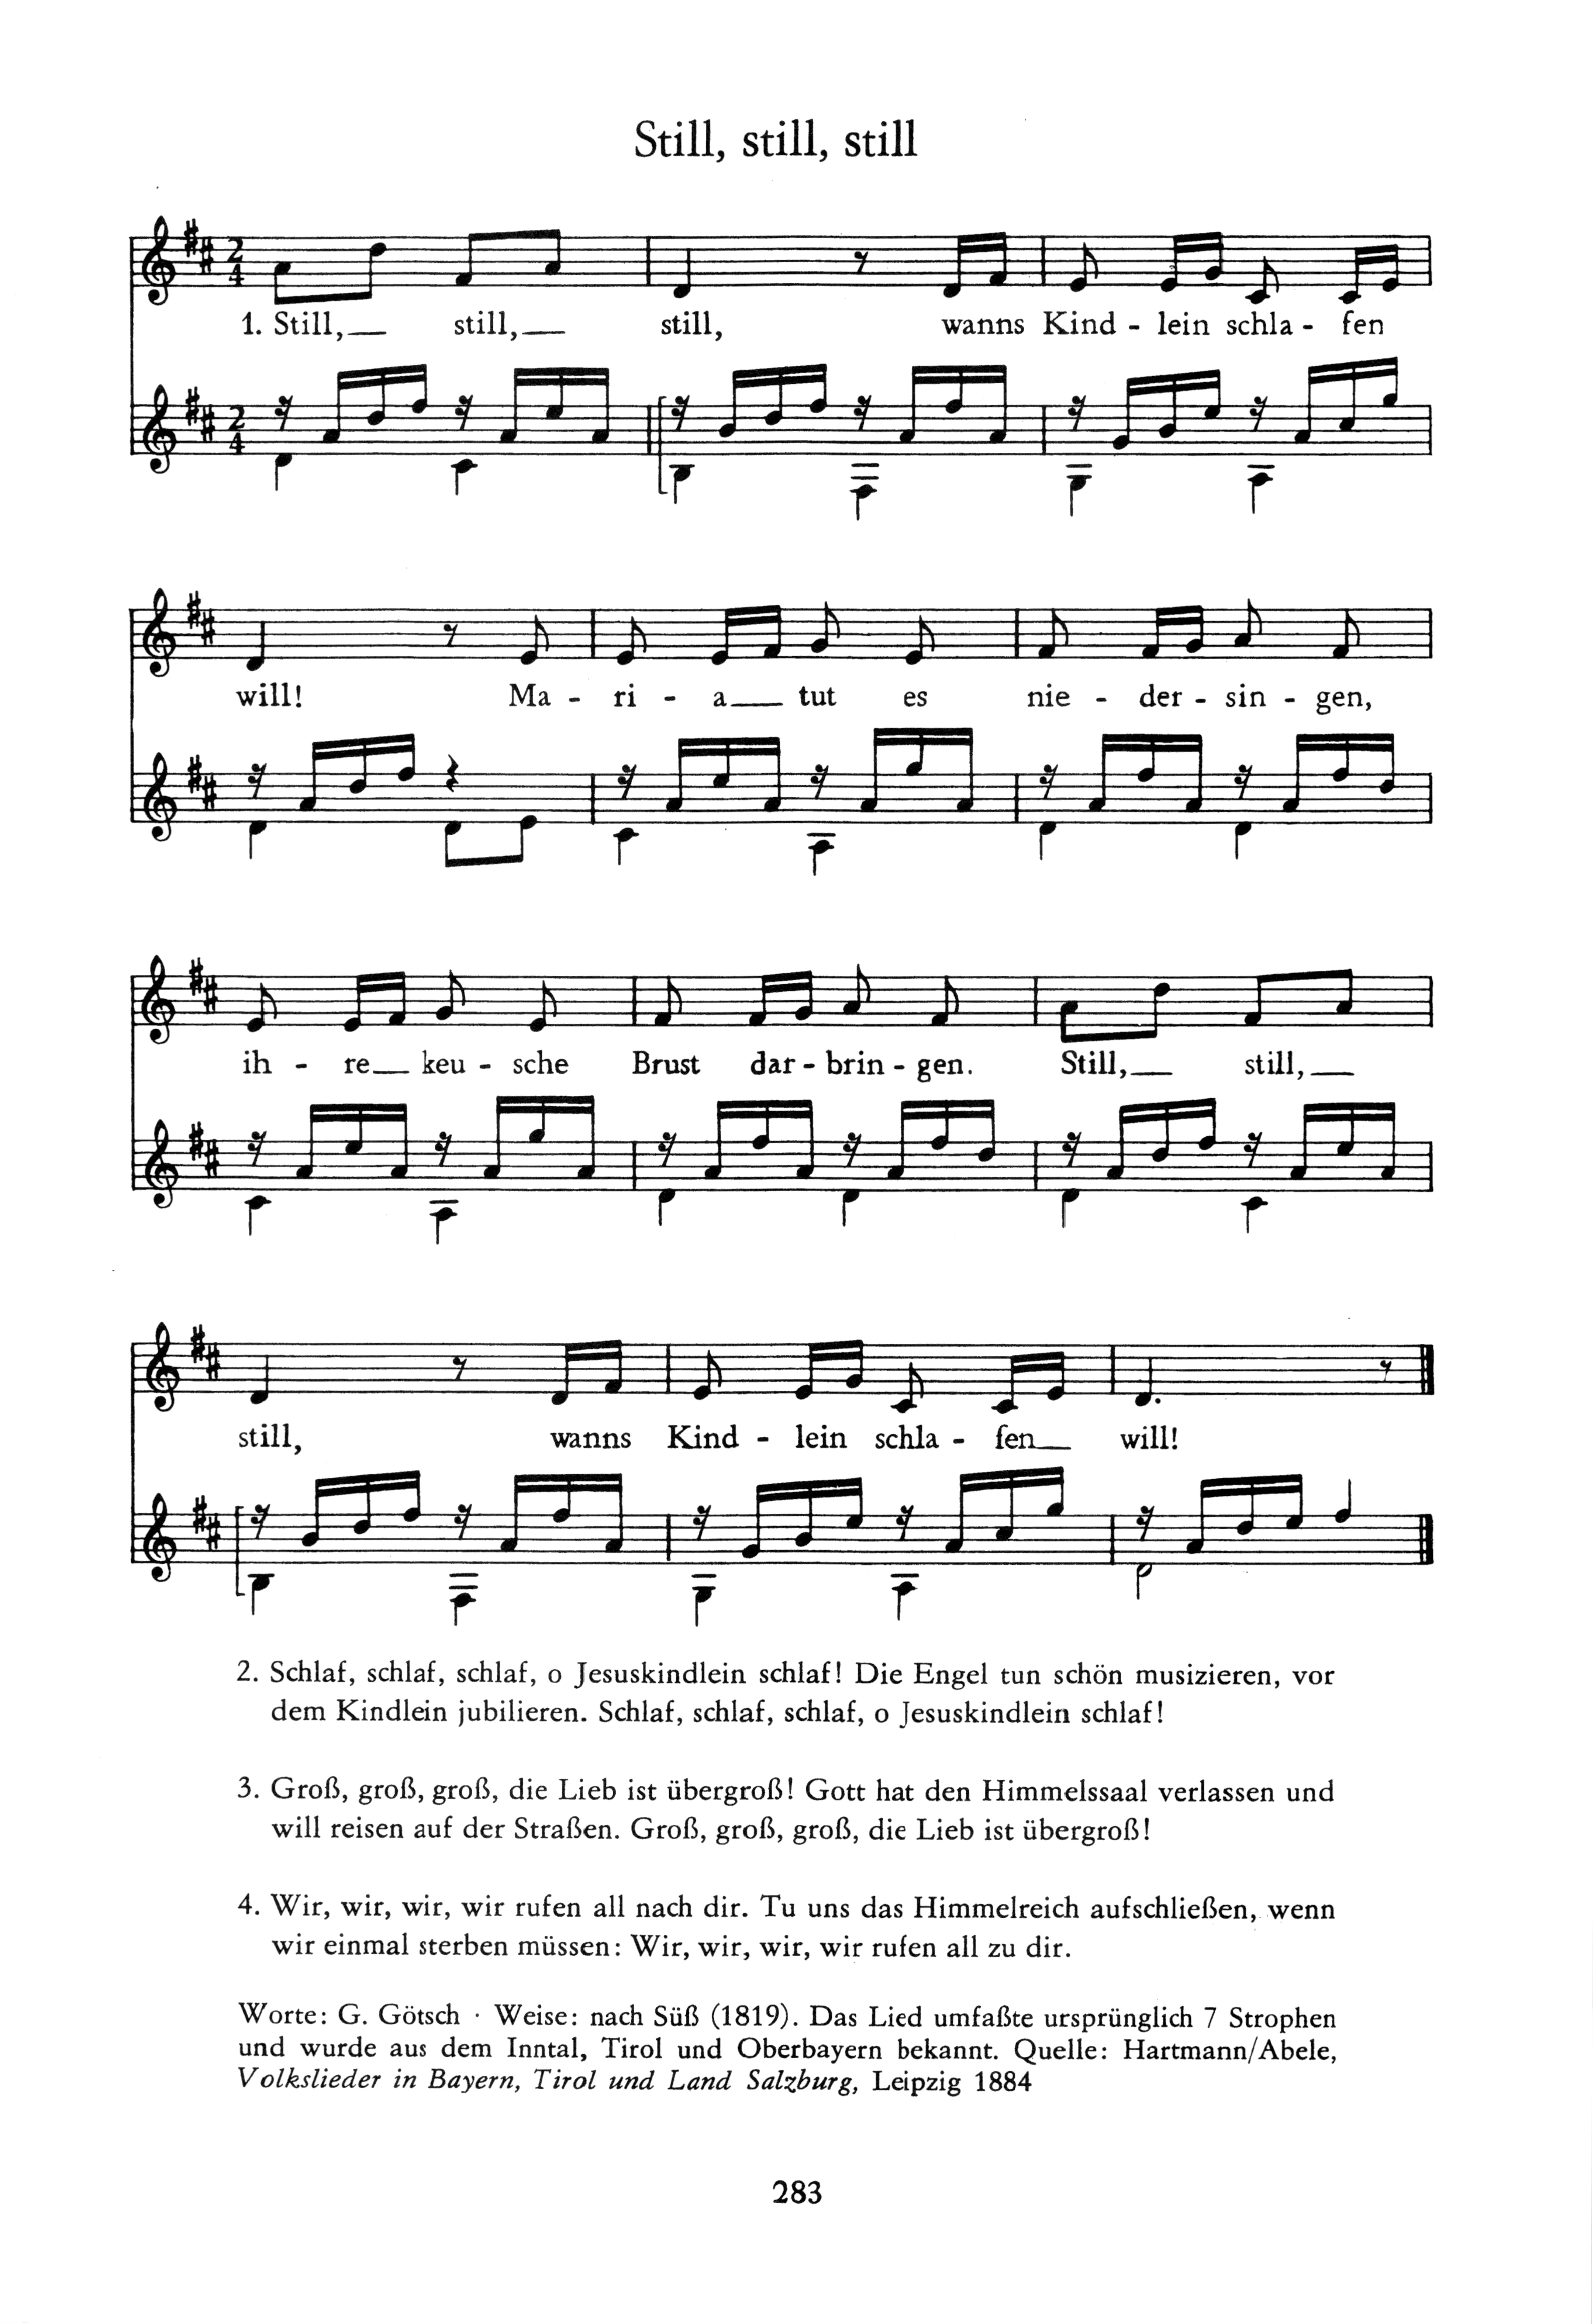 Still, still, still
1. Still, still, still, wanns Kind - lein schla - fen
will! Ma - ri - a tut es nie - der - sin - gen,
ih - re keu - sche Brust dar - brin - gen. Still, still,
still, wanns Kind - lein schla - fen will!
2. Schlaf, schlaf, schlaf, o Jesuskindlein schlaf! Die Engel tun schön musizieren, vor
dem Kindlein jubilieren. Schlaf, schlaf, schlaf, o Jesuskindlein schlaf!
3. Groß, groß, groß, die Lieb ist übergroß! Gott hat den Himmelssaal verlassen und
will reisen auf der Straßen. Groß, groß, groß, die Lieb ist übergroß!
4. Wir, wir, wir, wir rufen all nach dir. Tu uns das Himmelreich aufschließen, wenn
wir einmal sterben müssen: Wir, wir, wir, wir rufen all zu dir.
Worte: G. Götsch · Weise: nach Süß (1819). Das Lied umfaßte ursprünglich 7 Strophen
und wurde aus dem Inntal, Tirol und Oberbayern bekannt. Quelle: Hartmann/Abele,
Volkslieder in Bayern, Tirol und Land Salzburg, Leipzig 1884
283